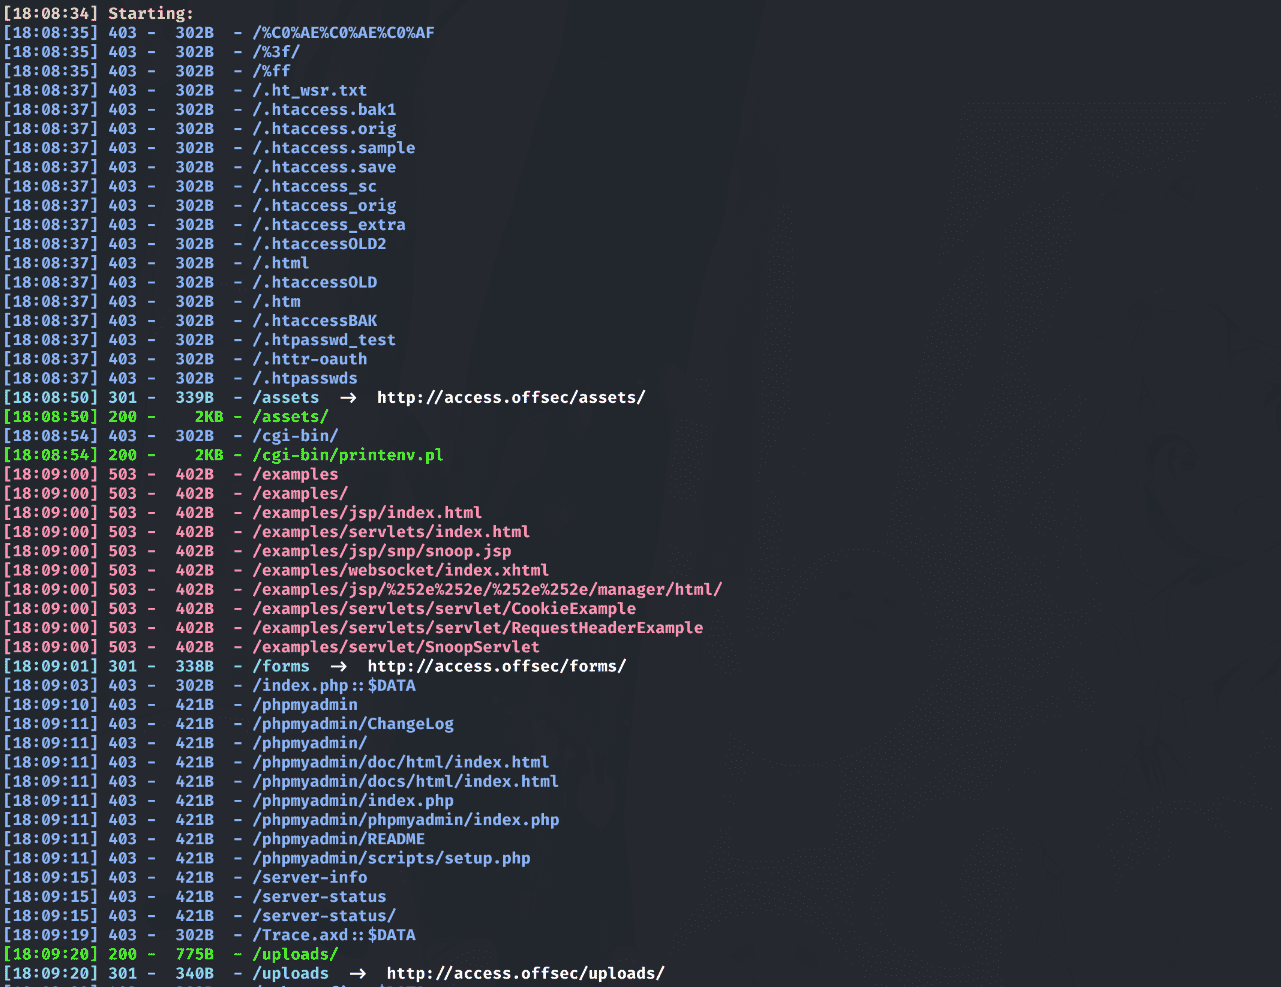 [18:08:34] Starting:
[18:08:35] 403 -  302B  - /%C0%AE%C0%AE%C0%AF
[18:08:35] 403 -  302B  - /%3f/
[18:08:35] 403 -  302B  - /%ff
[18:08:37] 403 -  302B  - /.ht_wsr.txt
[18:08:37] 403 -  302B  - /.htaccess.bak1
[18:08:37] 403 -  302B  - /.htaccess.orig
[18:08:37] 403 -  302B  - /.htaccess.sample
[18:08:37] 403 -  302B  - /.htaccess.save
[18:08:37] 403 -  302B  - /.htaccess_sc
[18:08:37] 403 -  302B  - /.htaccess_orig
[18:08:37] 403 -  302B  - /.htaccess_extra
[18:08:37] 403 -  302B  - /.htaccessOLD2
[18:08:37] 403 -  302B  - /.html
[18:08:37] 403 -  302B  - /.htaccessOLD
[18:08:37] 403 -  302B  - /.htm
[18:08:37] 403 -  302B  - /.htaccessBAK
[18:08:37] 403 -  302B  - /.htpasswd_test
[18:08:37] 403 -  302B  - /.httr-oauth
[18:08:37] 403 -  302B  - /.htpasswds
[18:08:50] 301 -  339B  - /assets  →  http://access.offsec/assets/
[18:08:50] 200 -    2KB - /assets/
[18:08:54] 403 -  302B  - /cgi-bin/
[18:08:54] 200 -    2KB - /cgi-bin/printenv.pl
[18:09:00] 503 -  402B  - /examples
[18:09:00] 503 -  402B  - /examples/
[18:09:00] 503 -  402B  - /examples/jsp/index.html
[18:09:00] 503 -  402B  - /examples/servlets/index.html
[18:09:00] 503 -  402B  - /examples/jsp/snp/snoop.jsp
[18:09:00] 503 -  402B  - /examples/websocket/index.xhtml
[18:09:00] 503 -  402B  - /examples/jsp/%252e%252e/%252e%252e/manager/html/
[18:09:00] 503 -  402B  - /examples/servlets/servlet/CookieExample
[18:09:00] 503 -  402B  - /examples/servlets/servlet/RequestHeaderExample
[18:09:00] 503 -  402B  - /examples/servlet/SnoopServlet
[18:09:01] 301 -  338B  - /forms  →  http://access.offsec/forms/
[18:09:03] 403 -  302B  - /index.php::$DATA
[18:09:10] 403 -  421B  - /phpmyadmin
[18:09:11] 403 -  421B  - /phpmyadmin/ChangeLog
[18:09:11] 403 -  421B  - /phpmyadmin/
[18:09:11] 403 -  421B  - /phpmyadmin/doc/html/index.html
[18:09:11] 403 -  421B  - /phpmyadmin/docs/html/index.html
[18:09:11] 403 -  421B  - /phpmyadmin/index.php
[18:09:11] 403 -  421B  - /phpmyadmin/phpmyadmin/index.php
[18:09:11] 403 -  421B  - /phpmyadmin/README
[18:09:11] 403 -  421B  - /phpmyadmin/scripts/setup.php
[18:09:15] 403 -  421B  - /server-info
[18:09:15] 403 -  421B  - /server-status
[18:09:15] 403 -  421B  - /server-status/
[18:09:19] 403 -  302B  - /Trace.axd::$DATA
[18:09:20] 200 -  775B  - /uploads/
[18:09:20] 301 -  340B  - /uploads  →  http://access.offsec/uploads/